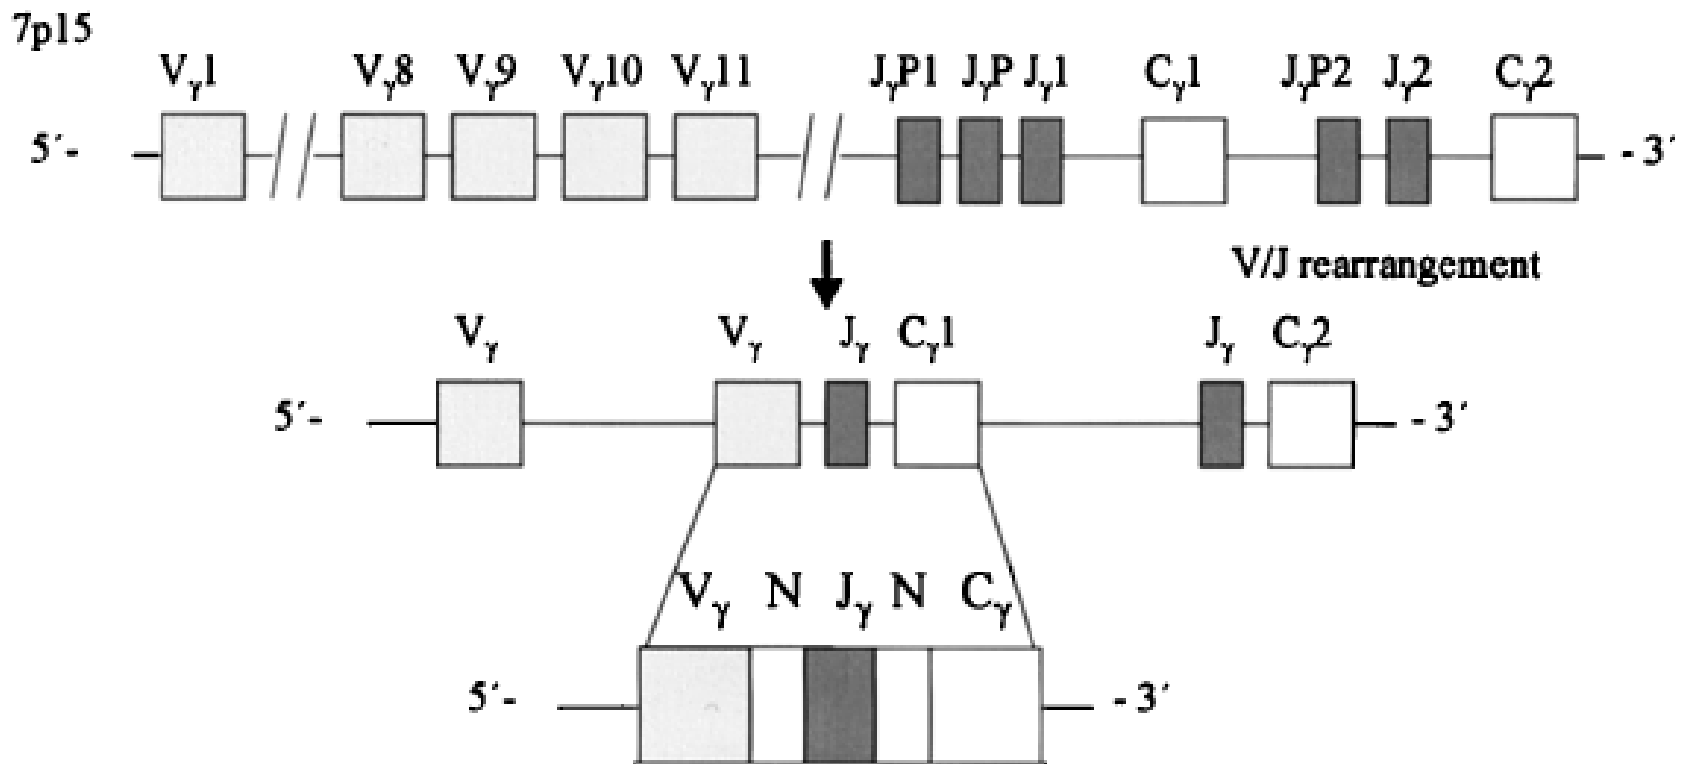 7p15
Vγ1 Vγ8 Vγ9 Vγ10 Vγ11 JγP1 JγP Jγ1 Cγ1 JγP2 Jγ2 Cγ2
5´- - 3´
V/J rearrangement
Vγ Vγ Jγ Cγ1 Jγ Cγ2
5´- - 3´
Vγ N Jγ N Cγ
5´- - 3´